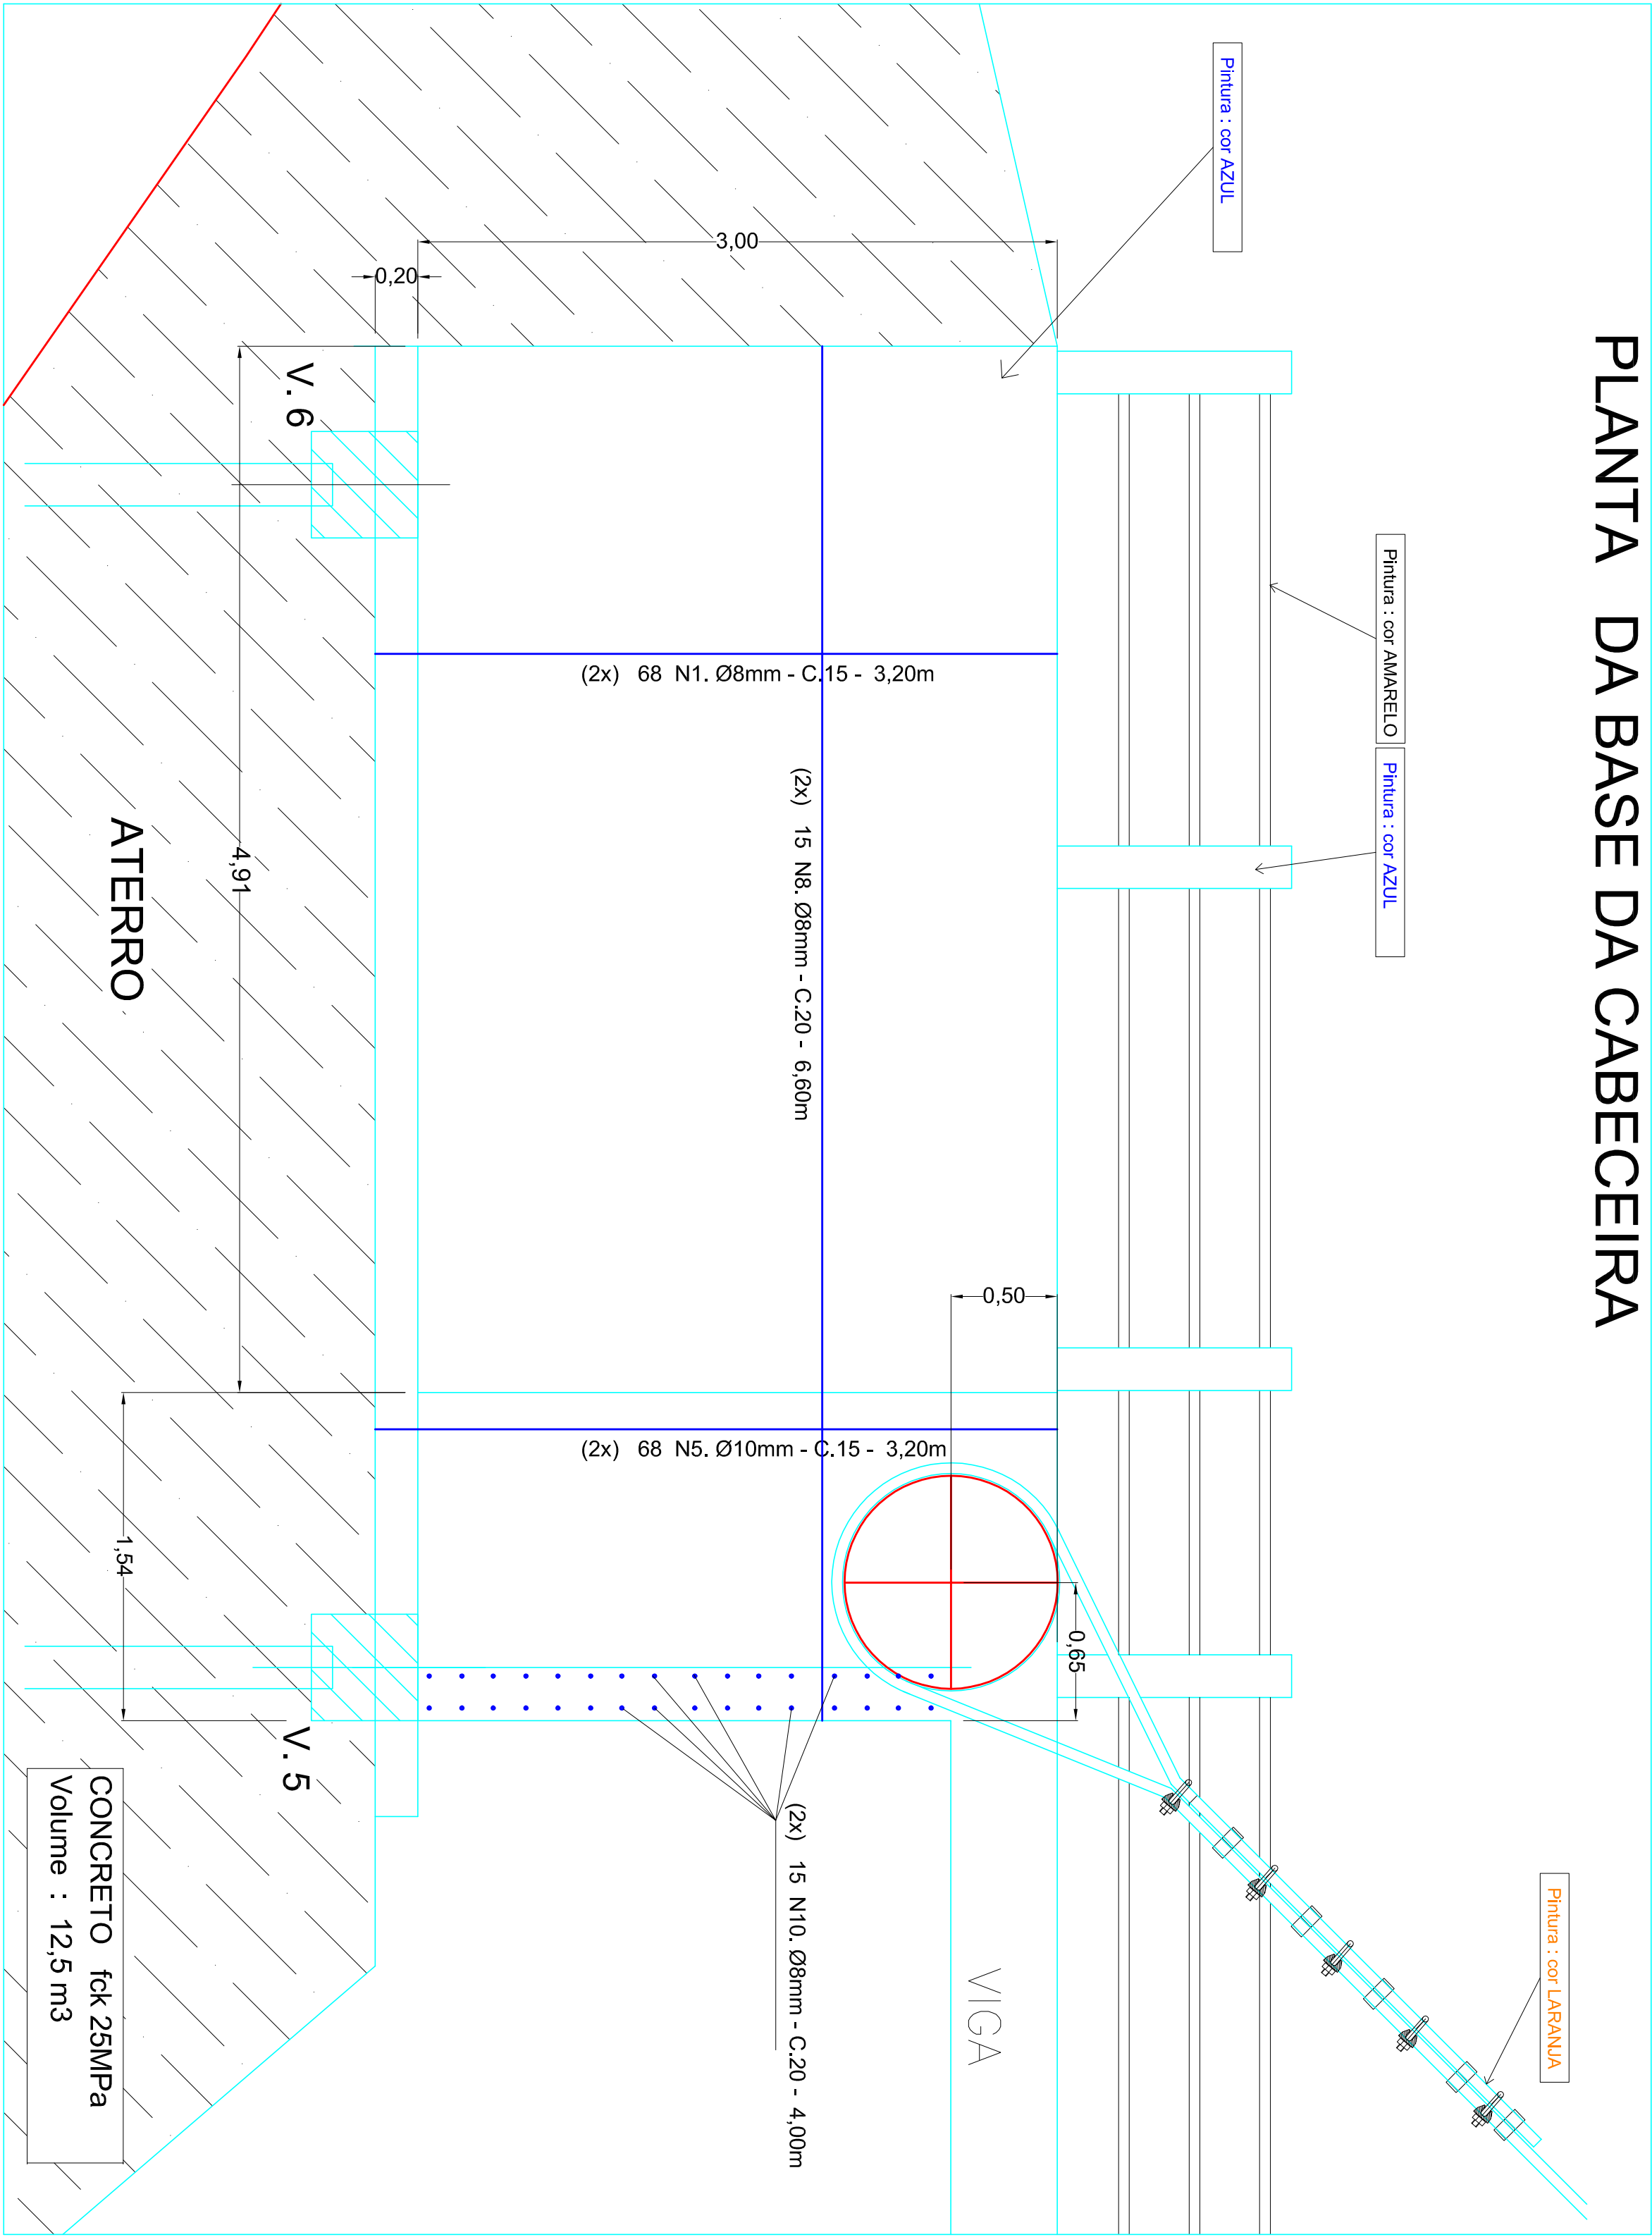 PLANTA DA BASE DA CABECEIRA
Pintura : cor AZUL
Pintura : cor AMARELO
Pintura : cor AZUL
Pintura : cor LARANJA
3,00
0,20
V. 6
(2x) 68 N1. Ø8mm - C.15 - 3,20m
(2x) 15 N8. Ø8mm - C.20 - 6,60m
4,91
ATERRO
0,50
(2x) 68 N5. Ø10mm - C.15 - 3,20m
0,65
1,54
V. 5
(2x) 15 N10. Ø8mm - C.20 - 4,00m
VIGA
CONCRETO fck 25MPa
Volume : 12,5 m3